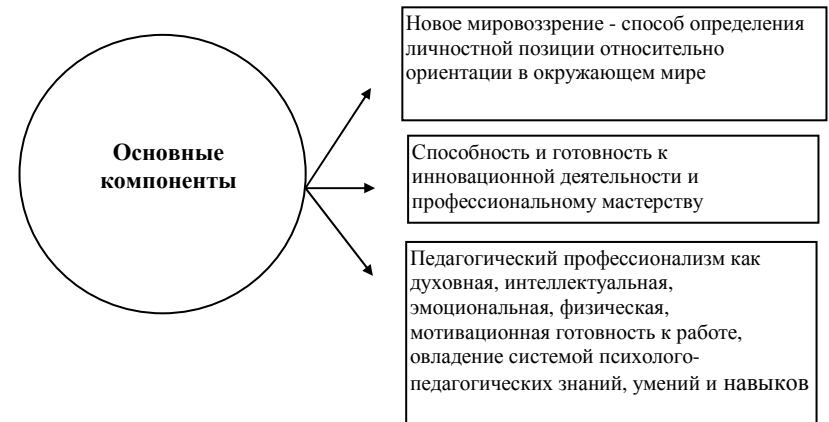 Основные
компоненты
Новое мировоззрение - способ определения
личностной позиции относительно
ориентации в окружающем мире
Способность и готовность к
инновационной деятельности и
профессиональному мастерству
Педагогический профессионализм как
духовная, интеллектуальная,
эмоциональная, физическая,
мотивационная готовность к работе,
овладение системой психолого-
педагогических знаний, умений и навыков